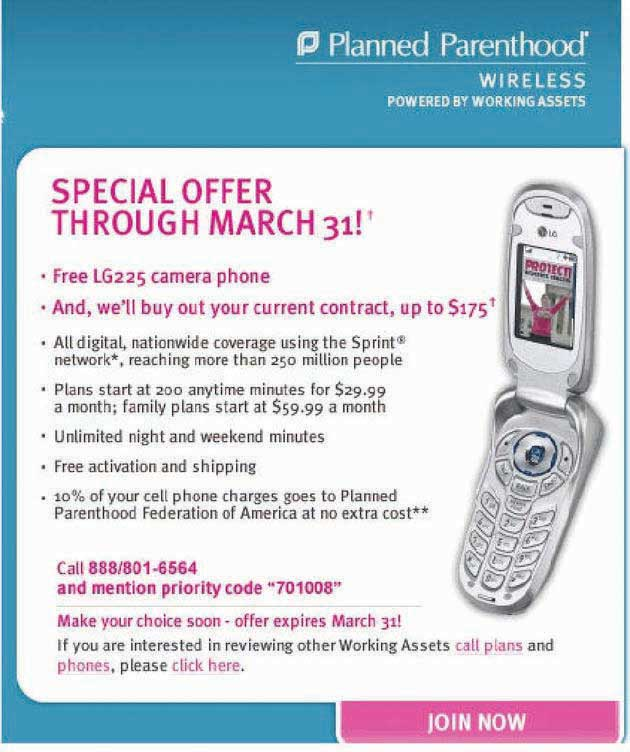 Planned Parenthood®
WIRELESS
POWERED BY WORKING ASSETS
SPECIAL OFFER
THROUGH MARCH 31!†
• Free LG225 camera phone
• And, we'll buy out your current contract, up to $175†
• All digital, nationwide coverage using the Sprint®
network*, reaching more than 250 million people
• Plans start at 200 anytime minutes for $29.99
a month; family plans start at $59.99 a month
• Unlimited night and weekend minutes
• Free activation and shipping
• 10% of your cell phone charges goes to Planned
Parenthood Federation of America at no extra cost**
LG
PROTECT
Call 888/801-6564
and mention priority code "701008"
Make your choice soon - offer expires March 31!
If you are interested in reviewing other Working Assets call plans and
phones, please click here.
JOIN NOW